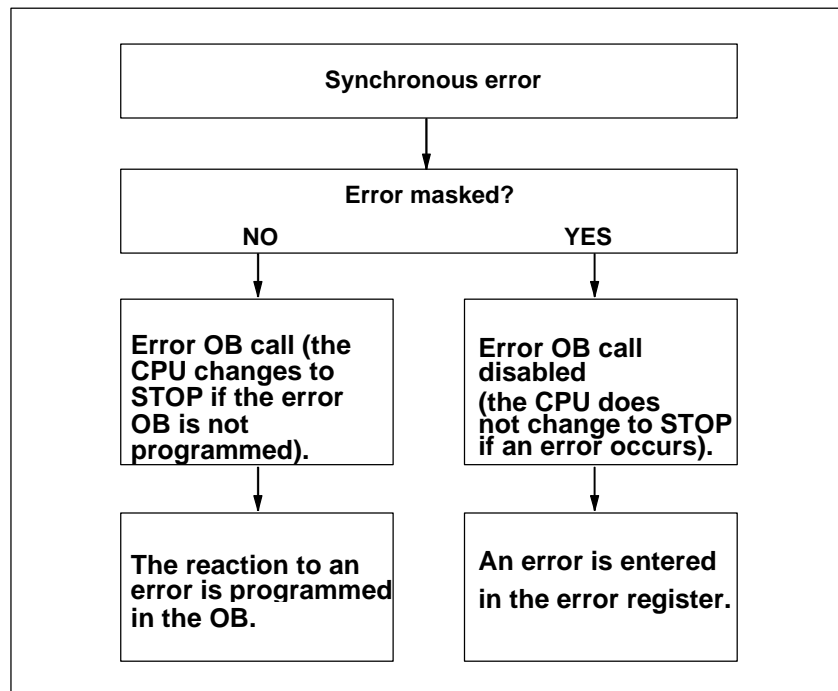 Synchronous error
Error masked?
NO
YES
Error OB call (the
CPU changes to
STOP if the error
OB is not
programmed).
Error OB call
disabled
(the CPU does
not change to STOP
if an error occurs).
The reaction to an
error is programmed
in the OB.
An error is entered
in the error register.